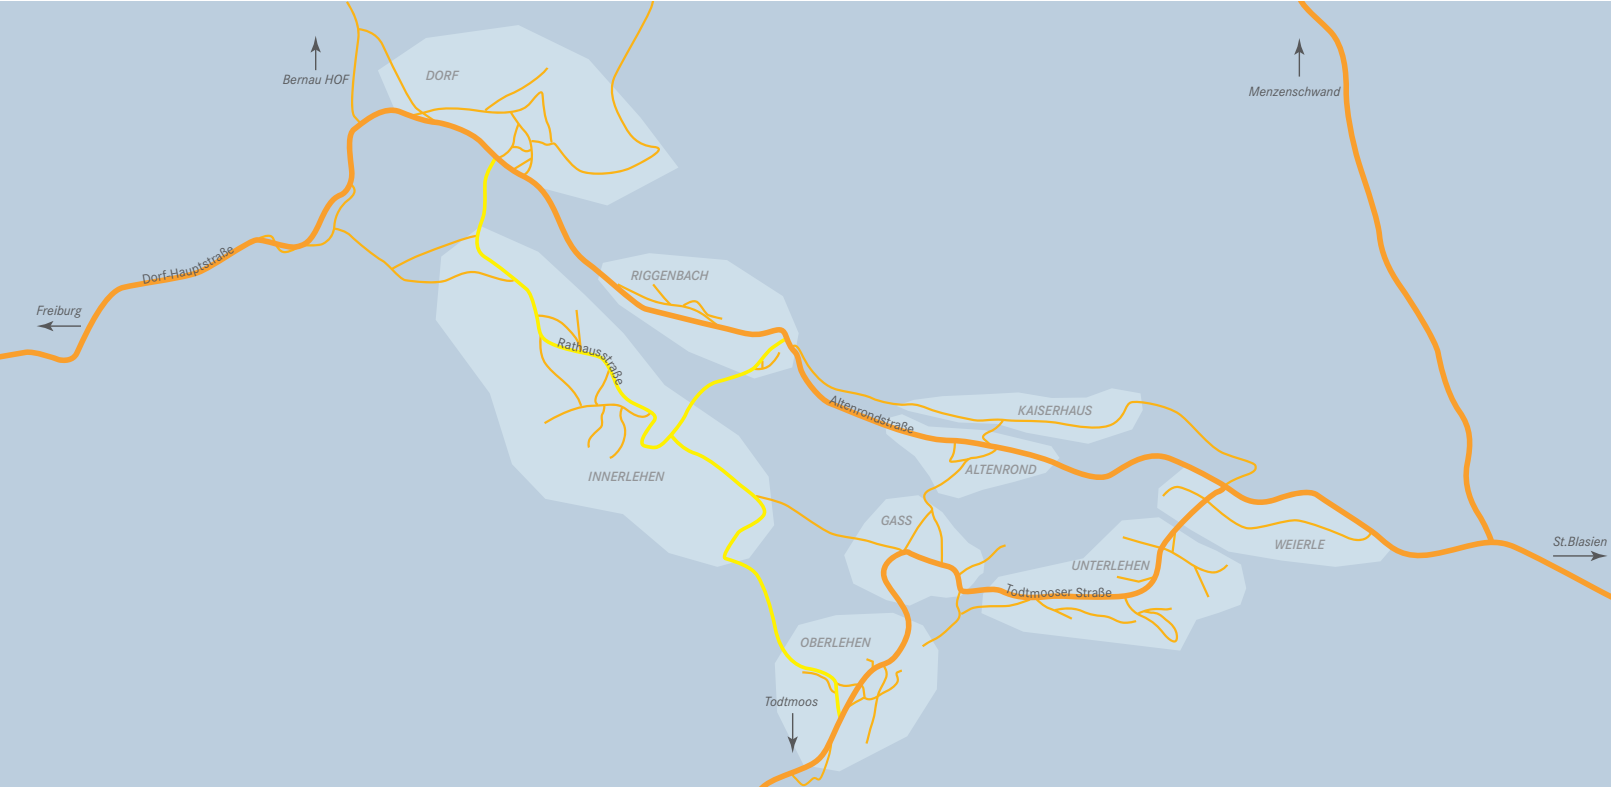 DORF
Bernau HOF
Menzenschwand
Dorf-Hauptstraße
RIGGENBACH
Freiburg
Rathausstraße
Altenrondstraße
KAISERHAUS
INNERLEHEN
ALTENROND
GASS
WEIERLE
St.Blasien
UNTERLEHEN
Todtmooser Straße
OBERLEHEN
Todtmoos